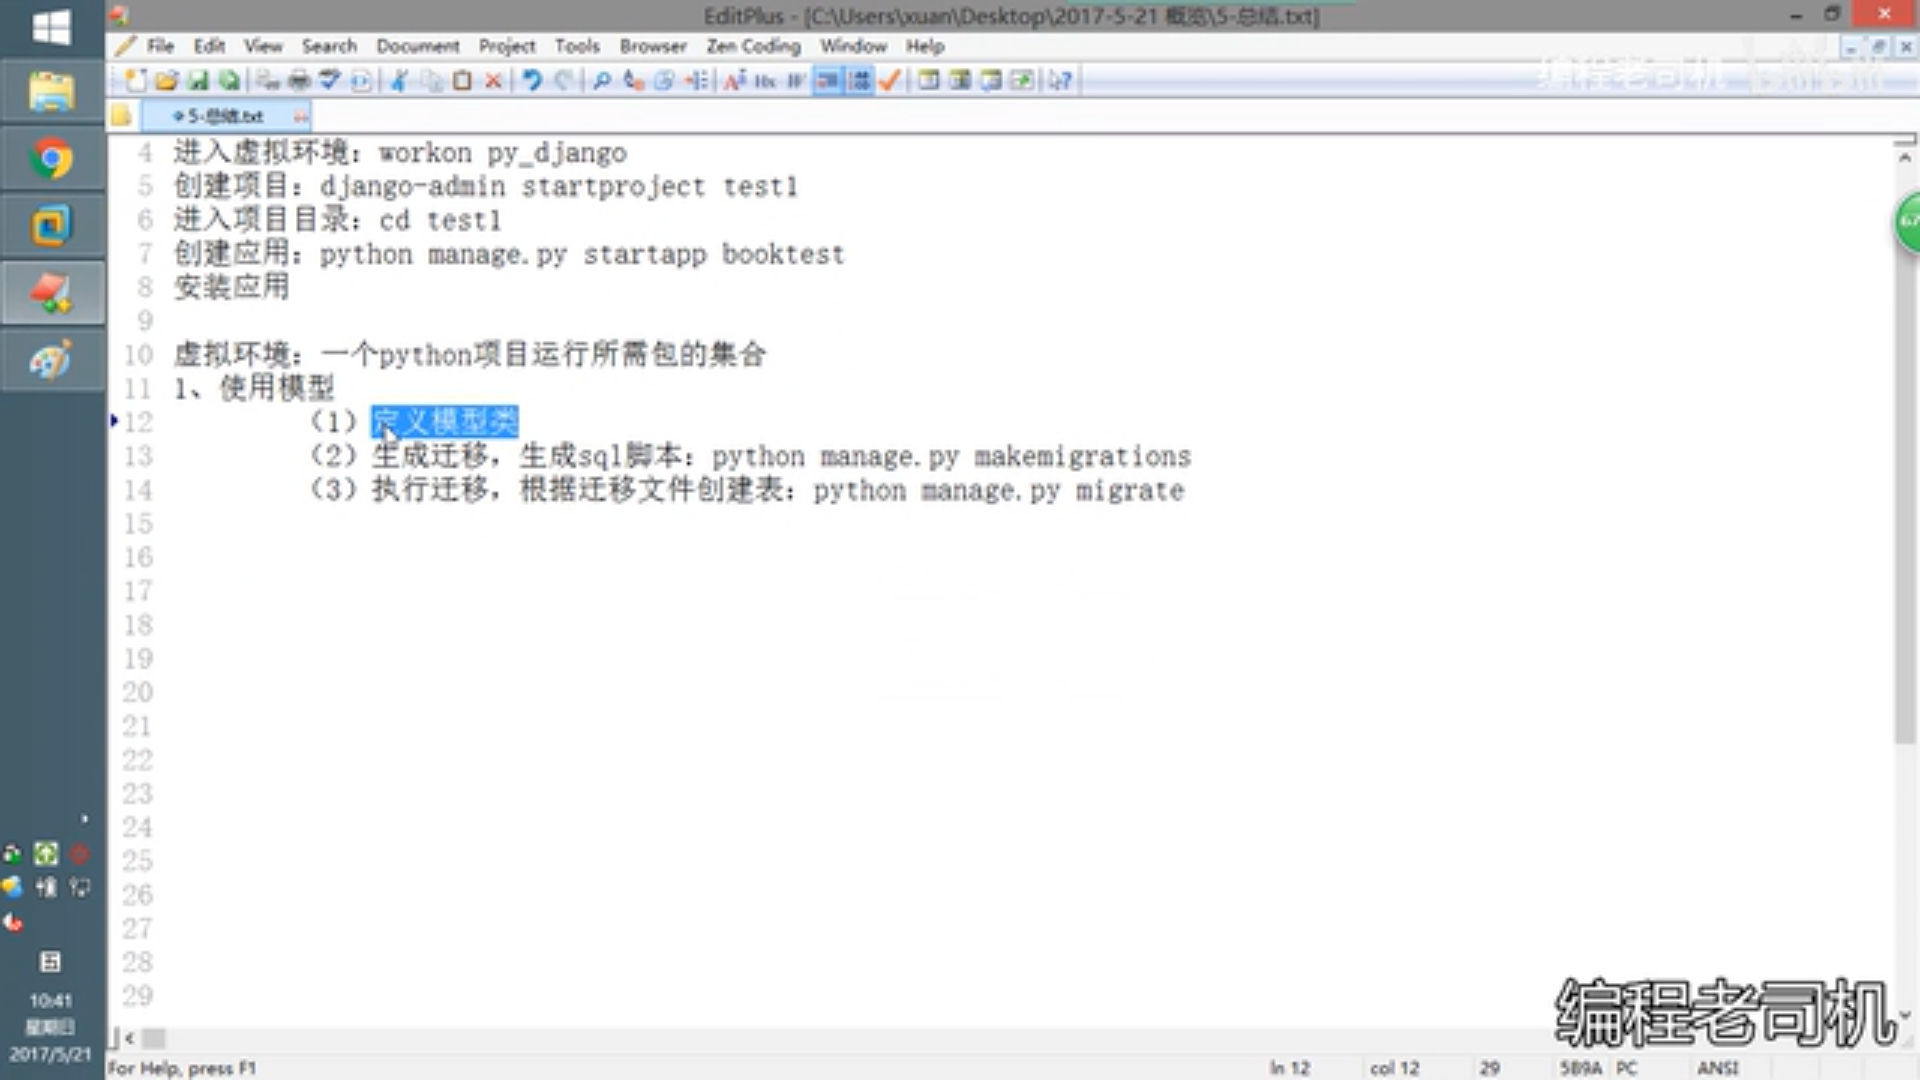 EditPlus - [C:\Users\xuan\Desktop\2017-5-21 概览\5-总结.txt]
File Edit View Search Document Project Tools Browser Zen Coding Window Help
编程老司机
5-总结.txt
4 进入虚拟环境：workon py_django
5 创建项目：django-admin startproject test1
6 进入项目目录：cd test1
7 创建应用：python manage.py startapp booktest
8 安装应用
9
10 虚拟环境：一个python项目运行所需包的集合
11 1、使用模型
12 （1）定义模型类
13 （2）生成迁移，生成sql脚本：python manage.py makemigrations
14 （3）执行迁移，根据迁移文件创建表：python manage.py migrate
15
16
17
18
19
20
21
22
23
24
25
26
27
28
29
10:41
星期日
2017/5/21
编程老司机
For Help, press F1 ln 12 col 12 29 5B9A PC ANSI